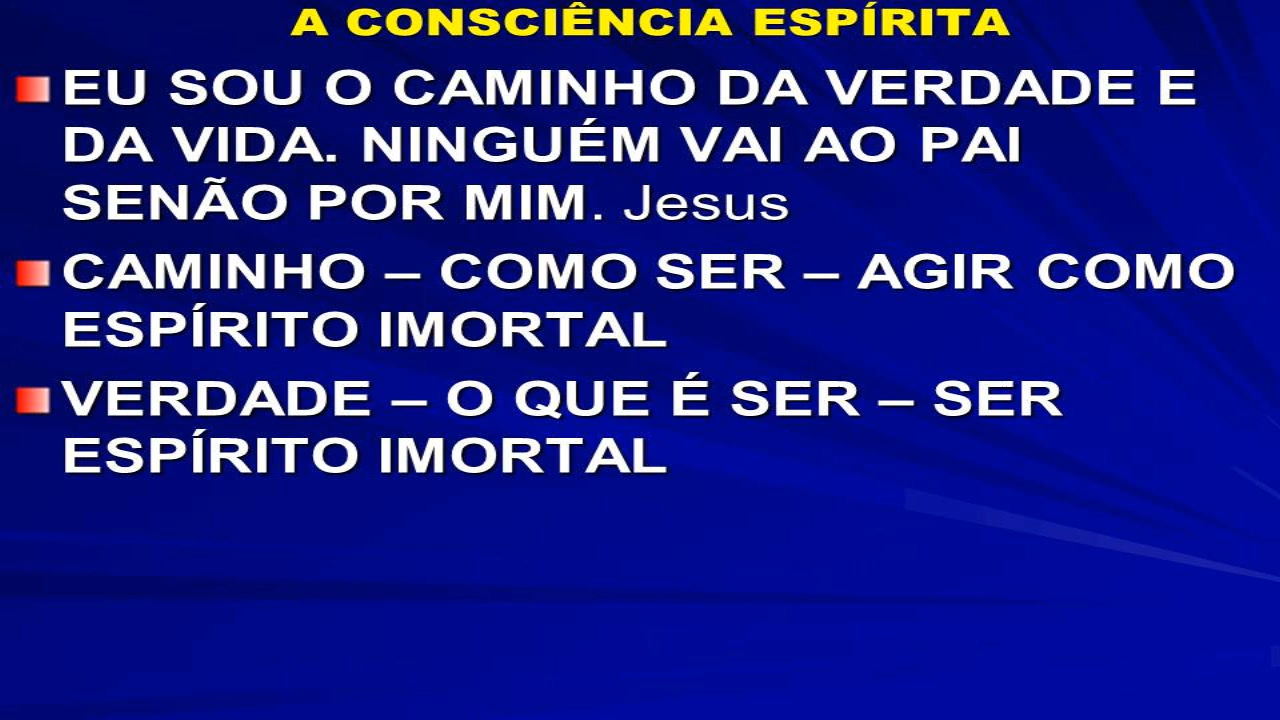 A CONSCIÊNCIA ESPÍRITA
EU SOU O CAMINHO DA VERDADE E
DA VIDA. NINGUÉM VAI AO PAI
SENÃO POR MIM. Jesus
CAMINHO – COMO SER – AGIR COMO
ESPÍRITO IMORTAL
VERDADE – O QUE É SER – SER
ESPÍRITO IMORTAL